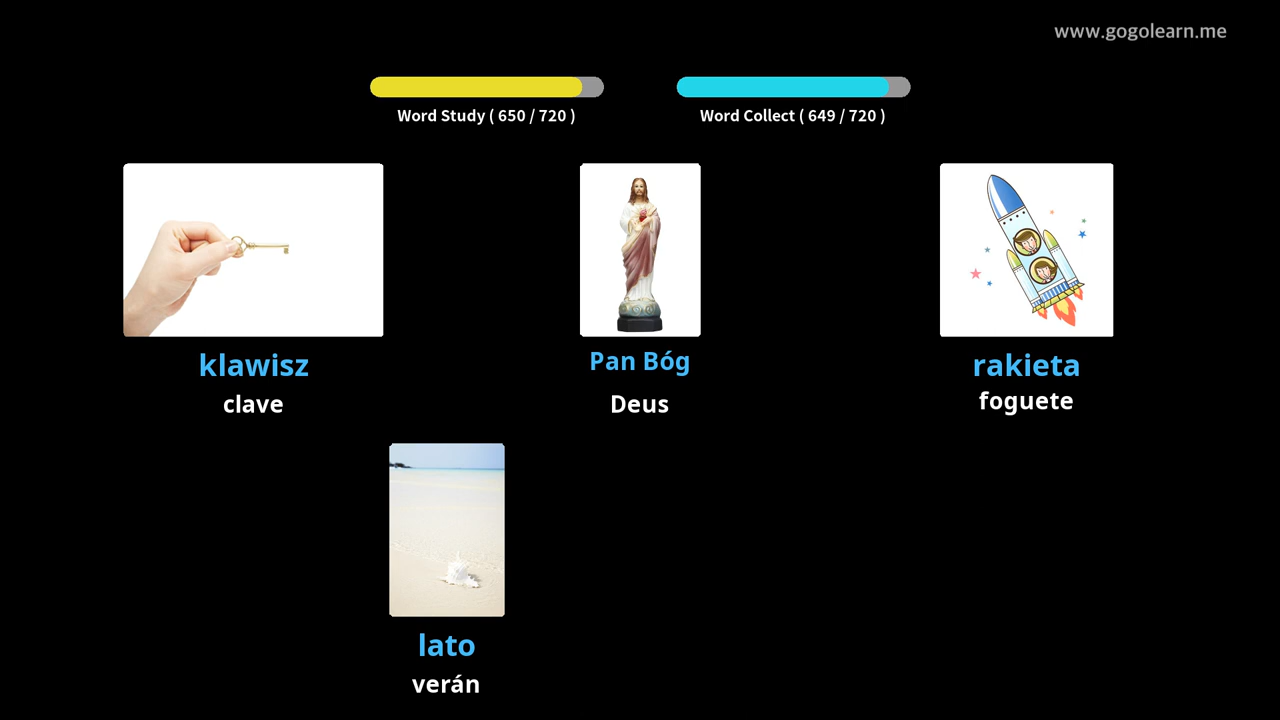 www.gogolearn.me
Word Study ( 650 / 720 )
Word Collect ( 649 / 720 )
klawisz
clave
Pan Bóg
Deus
rakieta
foguete
lato
verán